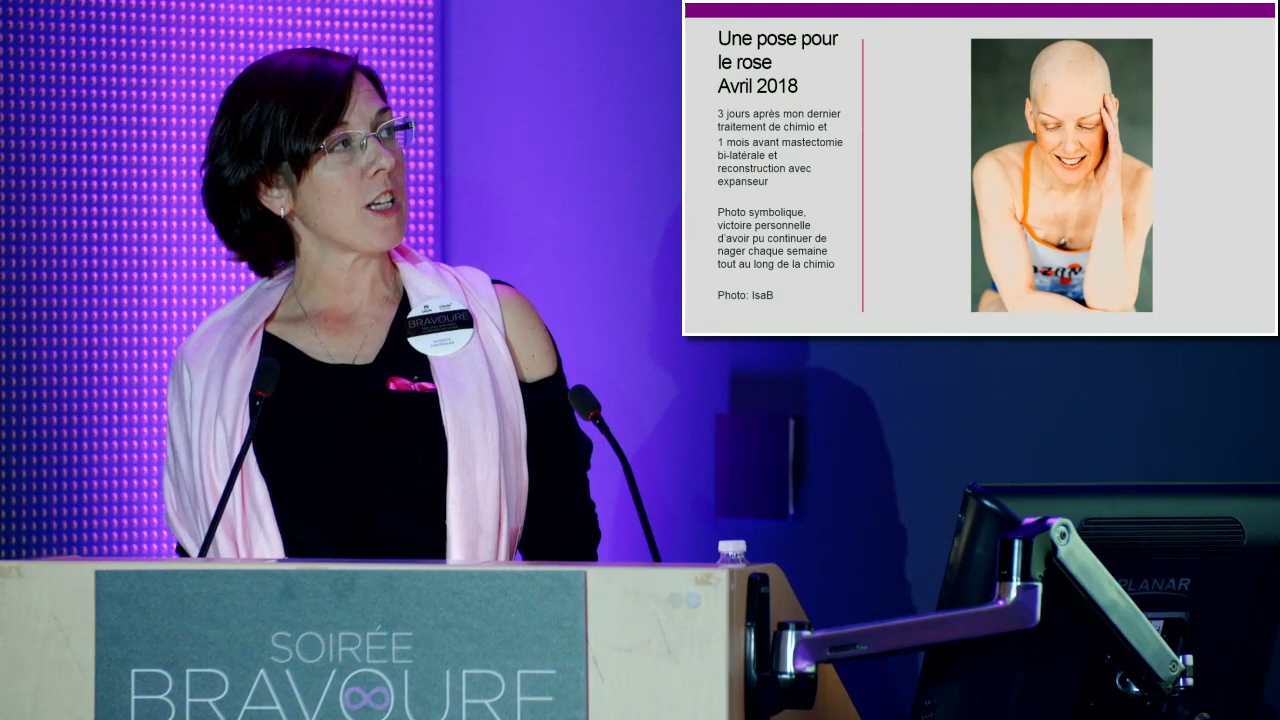 Une pose pour
le rose
Avril 2018
3 jours après mon dernier
traitement de chimio et
1 mois avant mastectomie
bi-latérale et
reconstruction avec
expanseur
Photo symbolique,
victoire personnelle
d'avoir pu continuer de
nager chaque semaine
tout au long de la chimio
Photo: IsaB
BRAVOURE
PLANAR
SOIRÉE
BRAVOURE